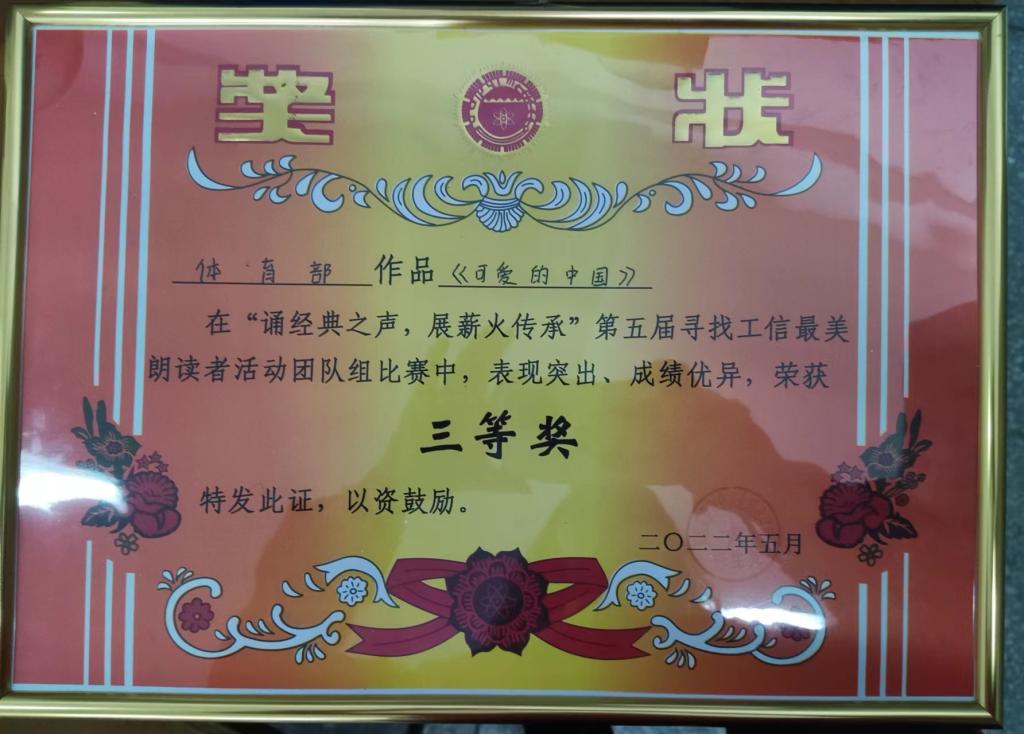 奖状
体育部 作品《可爱的中国》
在“诵经典之声，展薪火传承”第五届寻找工信最美
朗读者活动团队组比赛中，表现突出、成绩优异，荣获
三等奖
特发此证，以资鼓励。
二〇二二年五月